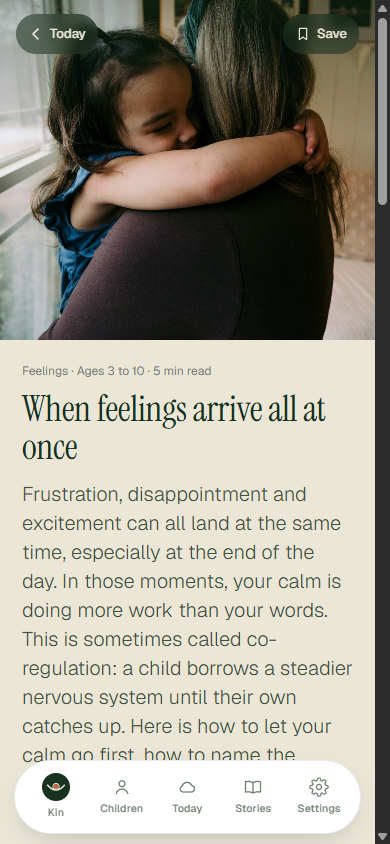 Today
Save
Feelings · Ages 3 to 10 · 5 min read
When feelings arrive all at
once
Frustration, disappointment and
excitement can all land at the same
time, especially at the end of the
day. In those moments, your calm is
doing more work than your words.
This is sometimes called co-
regulation: a child borrows a steadier
nervous system until their own
catches up. Here is how to let your
calm go first, how to name the
Kin
Children
Today
Stories
Settings